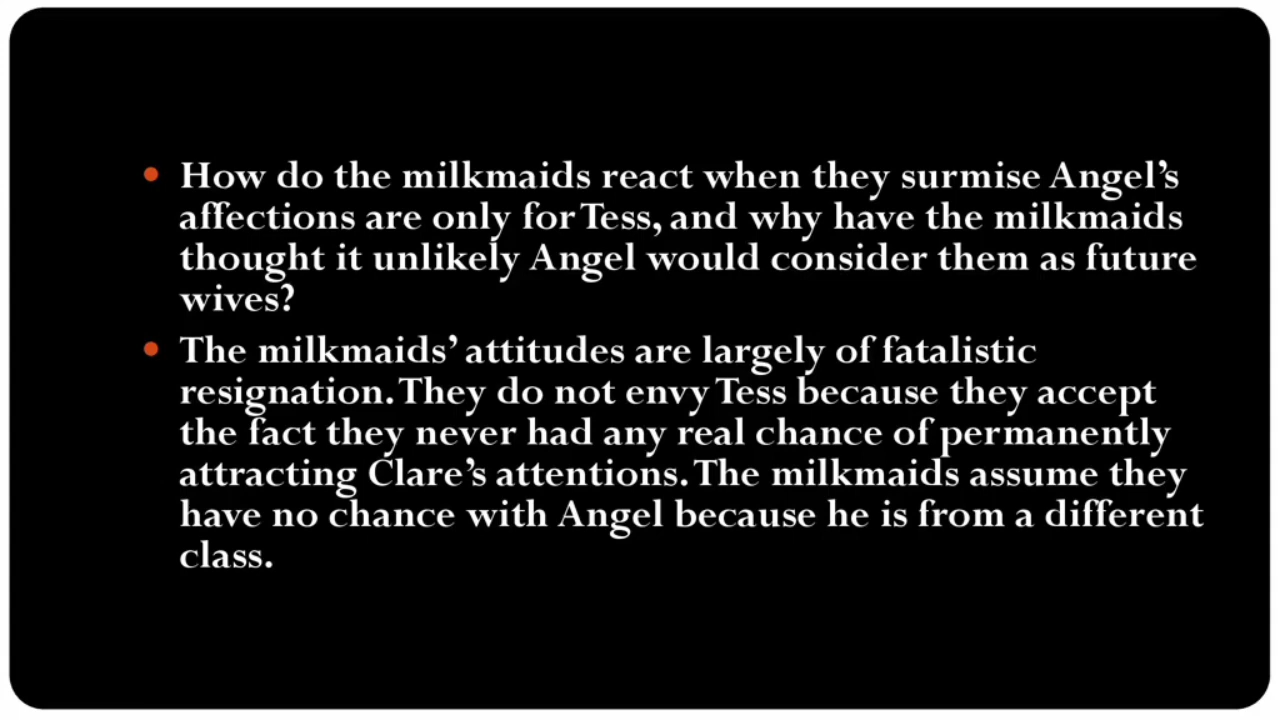 • How do the milkmaids react when they surmise Angel’s
affections are only for Tess, and why have the milkmaids
thought it unlikely Angel would consider them as future
wives?
• The milkmaids’ attitudes are largely of fatalistic
resignation. They do not envy Tess because they accept
the fact they never had any real chance of permanently
attracting Clare’s attentions. The milkmaids assume they
have no chance with Angel because he is from a different
class.